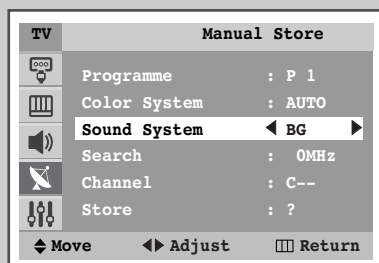 TV Manual Store
Programme : P 1
Color System : AUTO
Sound System BG
Search : 0MHz
Channel : C--
Store : ?
Move Adjust Return